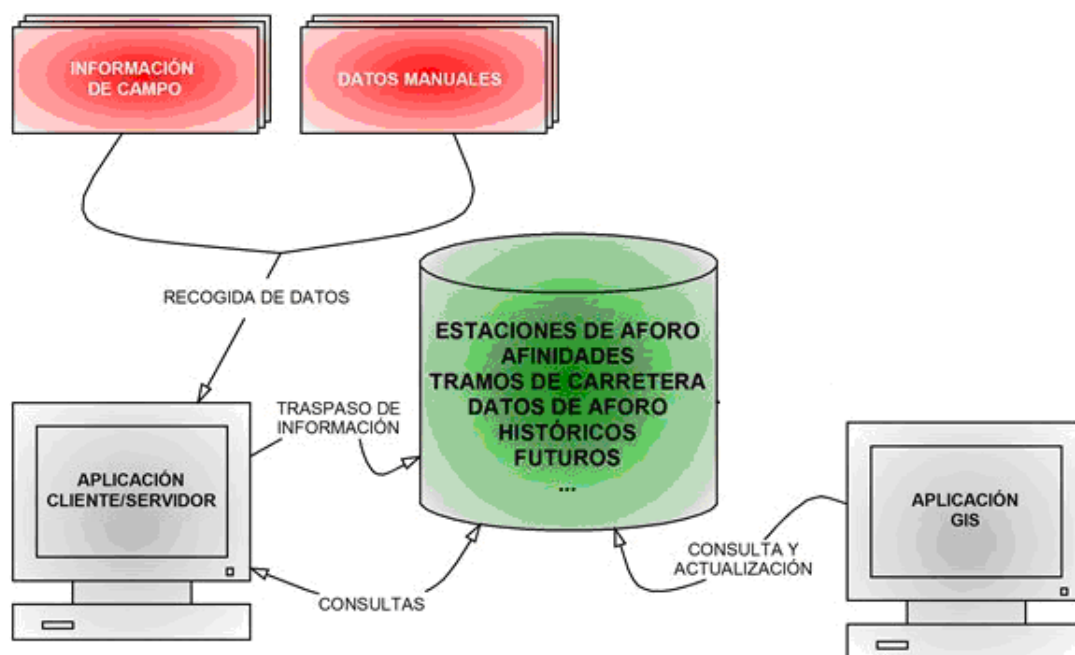 INFORMACIÓN
DE CAMPO
DATOS MANUALES
RECOGIDA DE DATOS
ESTACIONES DE AFORO
AFINIDADES
TRAMOS DE CARRETERA
DATOS DE AFORO
HISTÓRICOS
FUTUROS
...
TRASPASO DE
INFORMACIÓN
APLICACIÓN
CLIENTE/SERVIDOR
APLICACIÓN
GIS
CONSULTA Y
ACTUALIZACIÓN
CONSULTAS